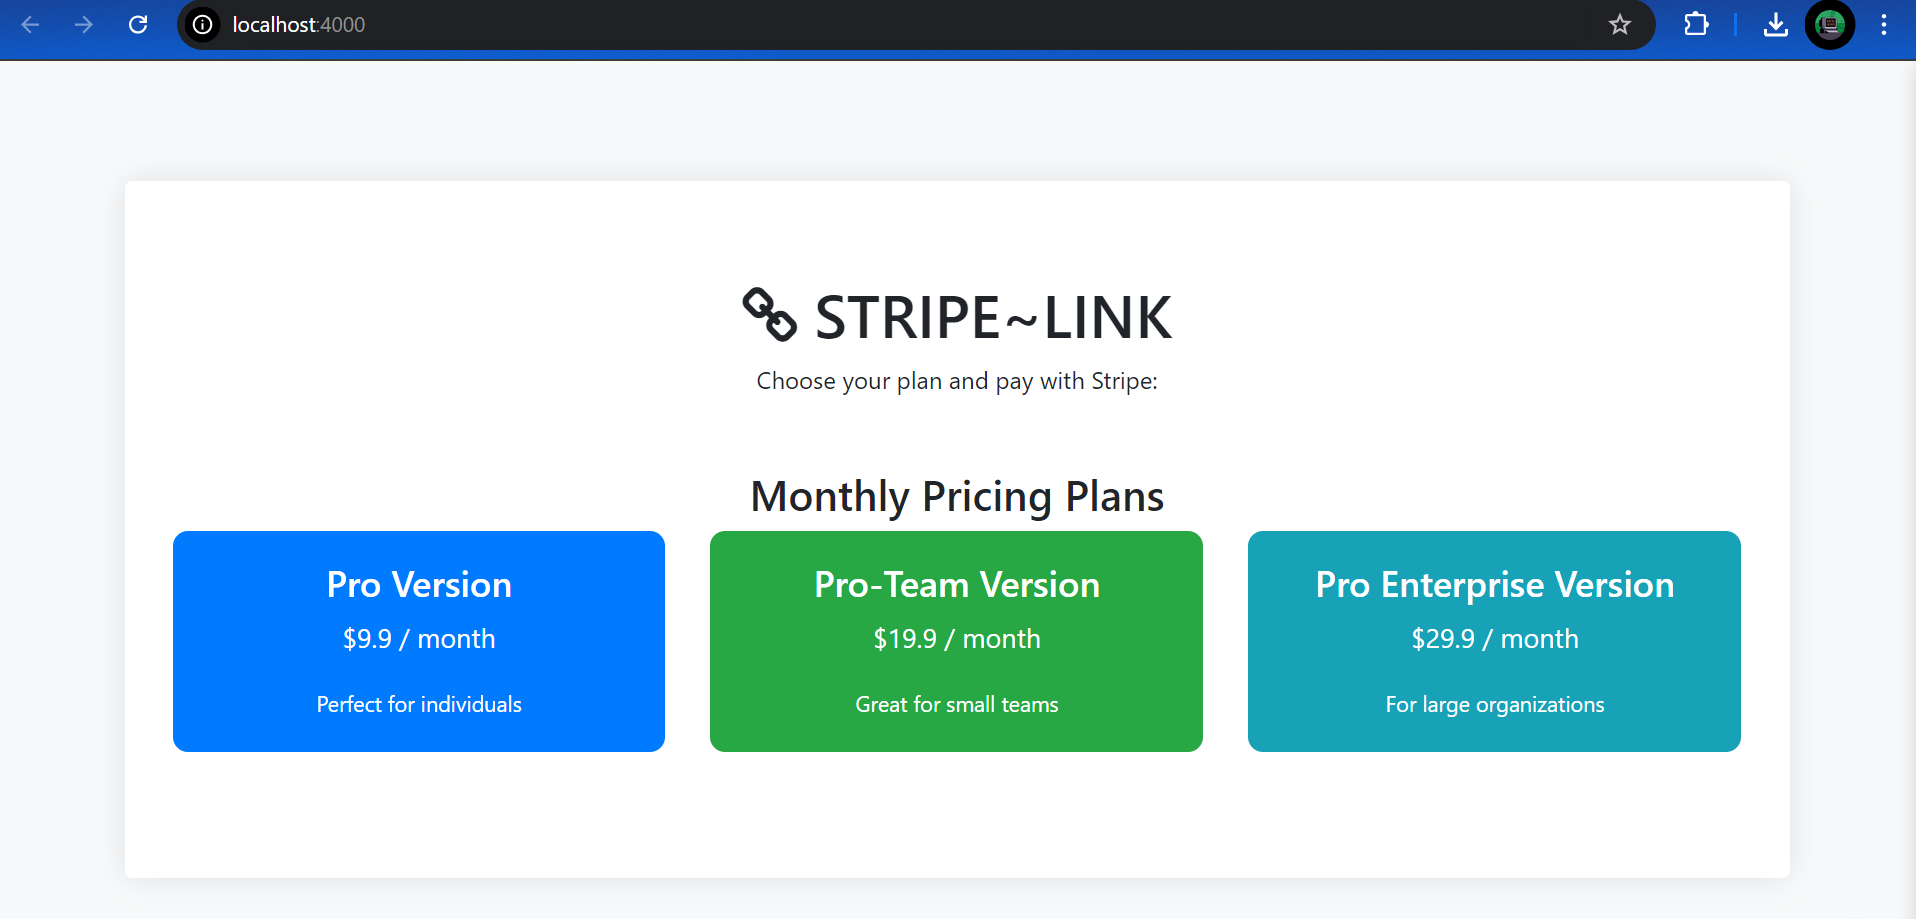 localhost:4000
STRIPE~LINK
Choose your plan and pay with Stripe:
Monthly Pricing Plans
Pro Version
$9.9 / month
Perfect for individuals
Pro-Team Version
$19.9 / month
Great for small teams
Pro Enterprise Version
$29.9 / month
For large organizations